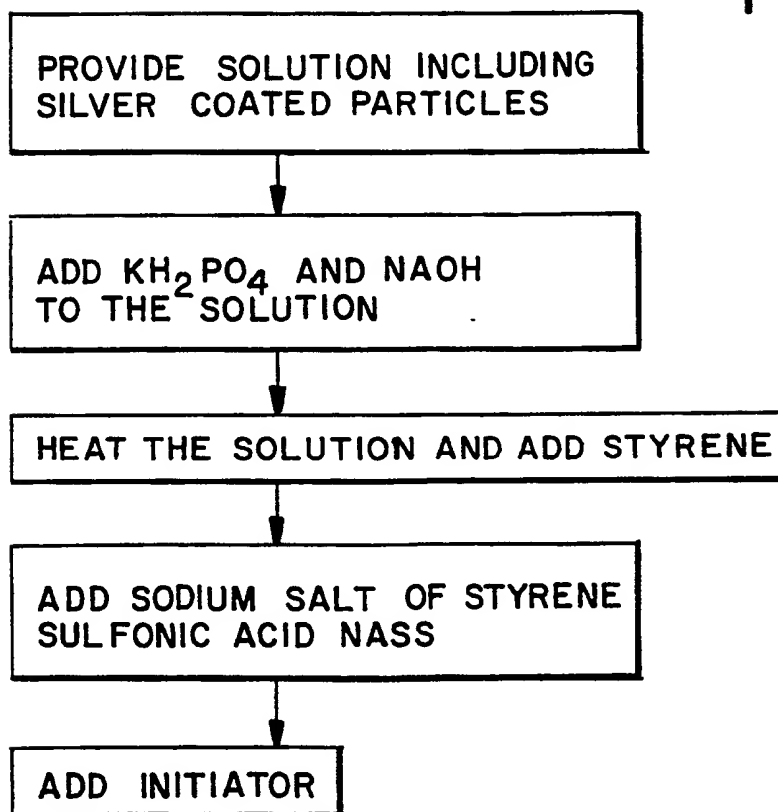 PROVIDE SOLUTION INCLUDING
SILVER COATED PARTICLES
ADD KH₂PO₄ AND NAOH
TO THE SOLUTION
HEAT THE SOLUTION AND ADD STYRENE
ADD SODIUM SALT OF STYRENE
SULFONIC ACID NASS
ADD INITIATOR